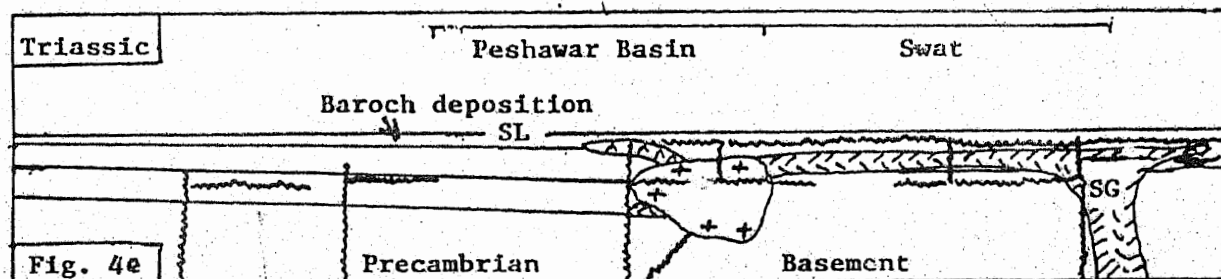 Triassic
Peshawar Basin
Swat
Baroch deposition
SL
SG
Fig. 4e
Precambrian
Basement